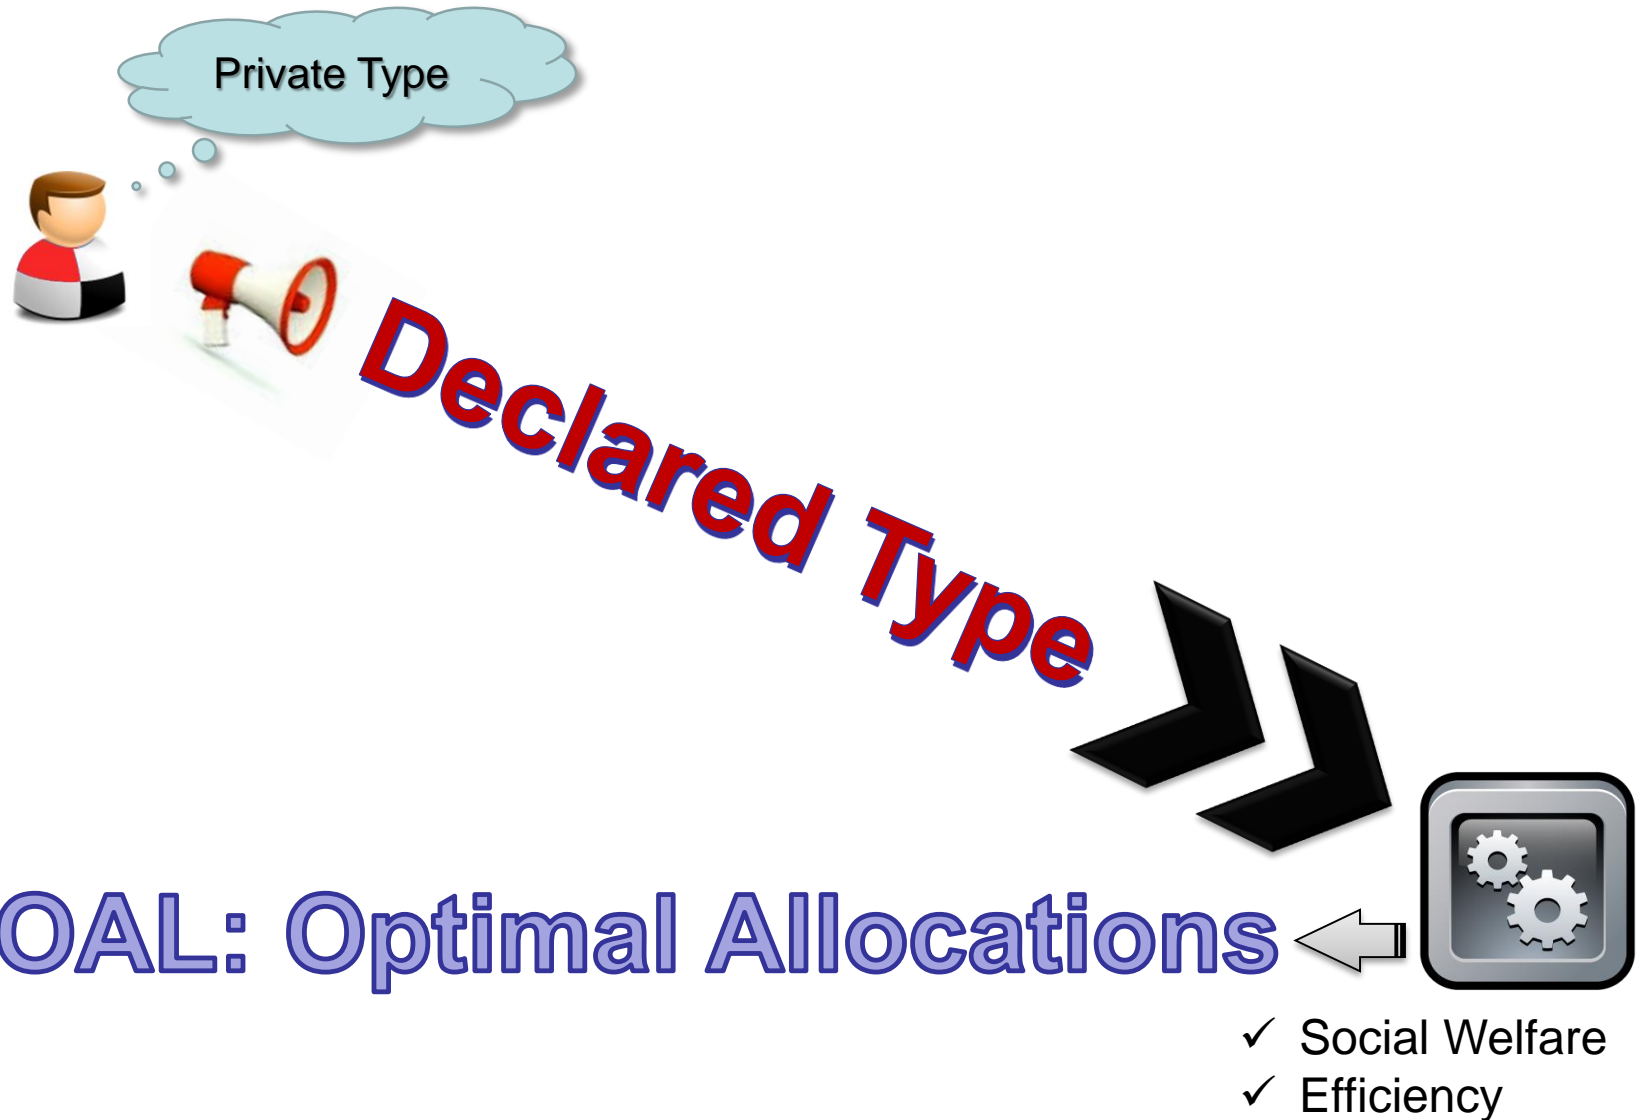 Private Type
Declared Type
OAL: Optimal Allocations
✓ Social Welfare
✓ Efficiency